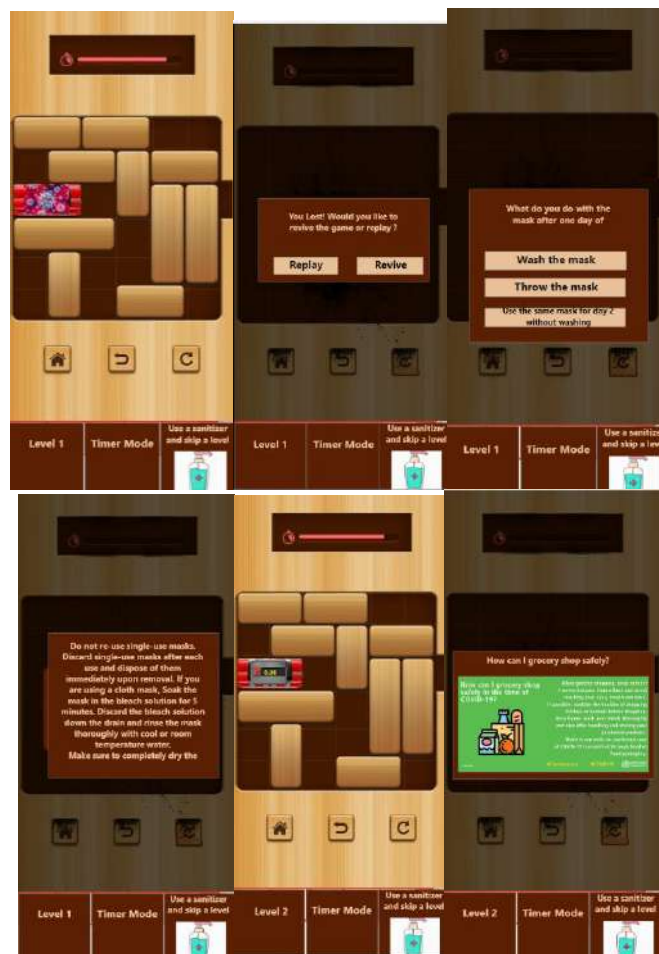 You Lost! Would you like to
revive the game or replay ?
Replay
Revive
What do you do with the
mask after one day of
Wash the mask
Throw the mask
Use the same mask for day 2
without washing
Level 1
Timer Mode
Use a sanitizer
and skip a level
Level 1
Timer Mode
Use a sanitizer
and skip a level
Level 1
Timer Mode
Use a sanitize
and skip a leve
Do not re-use single-use masks.
Discard single-use masks after each
use and dispose of them
immediately upon removal. If you
are using a cloth mask, Soak the
mask in the bleach solution for 5
minutes. Discard the bleach solution
down the drain and rinse the mask
thoroughly with cool or room
temperature water.
Make sure to completely dry the
How can I grocery shop safely?
How can I grocery shop
safely in the time of
COVID-19?
Level 1
Timer Mode
Use a sanitizer
and skip a level
Level 2
Timer Mode
Use a sanitizer
and skip a level
Level 2
Timer Mode
Use a sanitizer
and skip a level